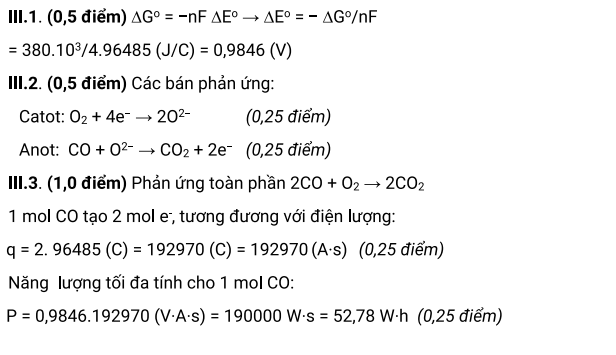 III.1. (0,5 điểm) ΔGº = −nF ΔEº → ΔEº = − ΔGº/nF
= 380.10³/4.96485 (J/C) = 0,9846 (V)
III.2. (0,5 điểm) Các bán phản ứng:
Catot: O₂ + 4e⁻ → 2O²⁻ (0,25 điểm)
Anot: CO + O²⁻ → CO₂ + 2e⁻ (0,25 điểm)
III.3. (1,0 điểm) Phản ứng toàn phần 2CO + O₂ → 2CO₂
1 mol CO tạo 2 mol e⁻, tương đương với điện lượng:
q = 2. 96485 (C) = 192970 (C) = 192970 (A·s) (0,25 điểm)
Năng lượng tối đa tính cho 1 mol CO:
P = 0,9846.192970 (V·A·s) = 190000 W·s = 52,78 W·h (0,25 điểm)